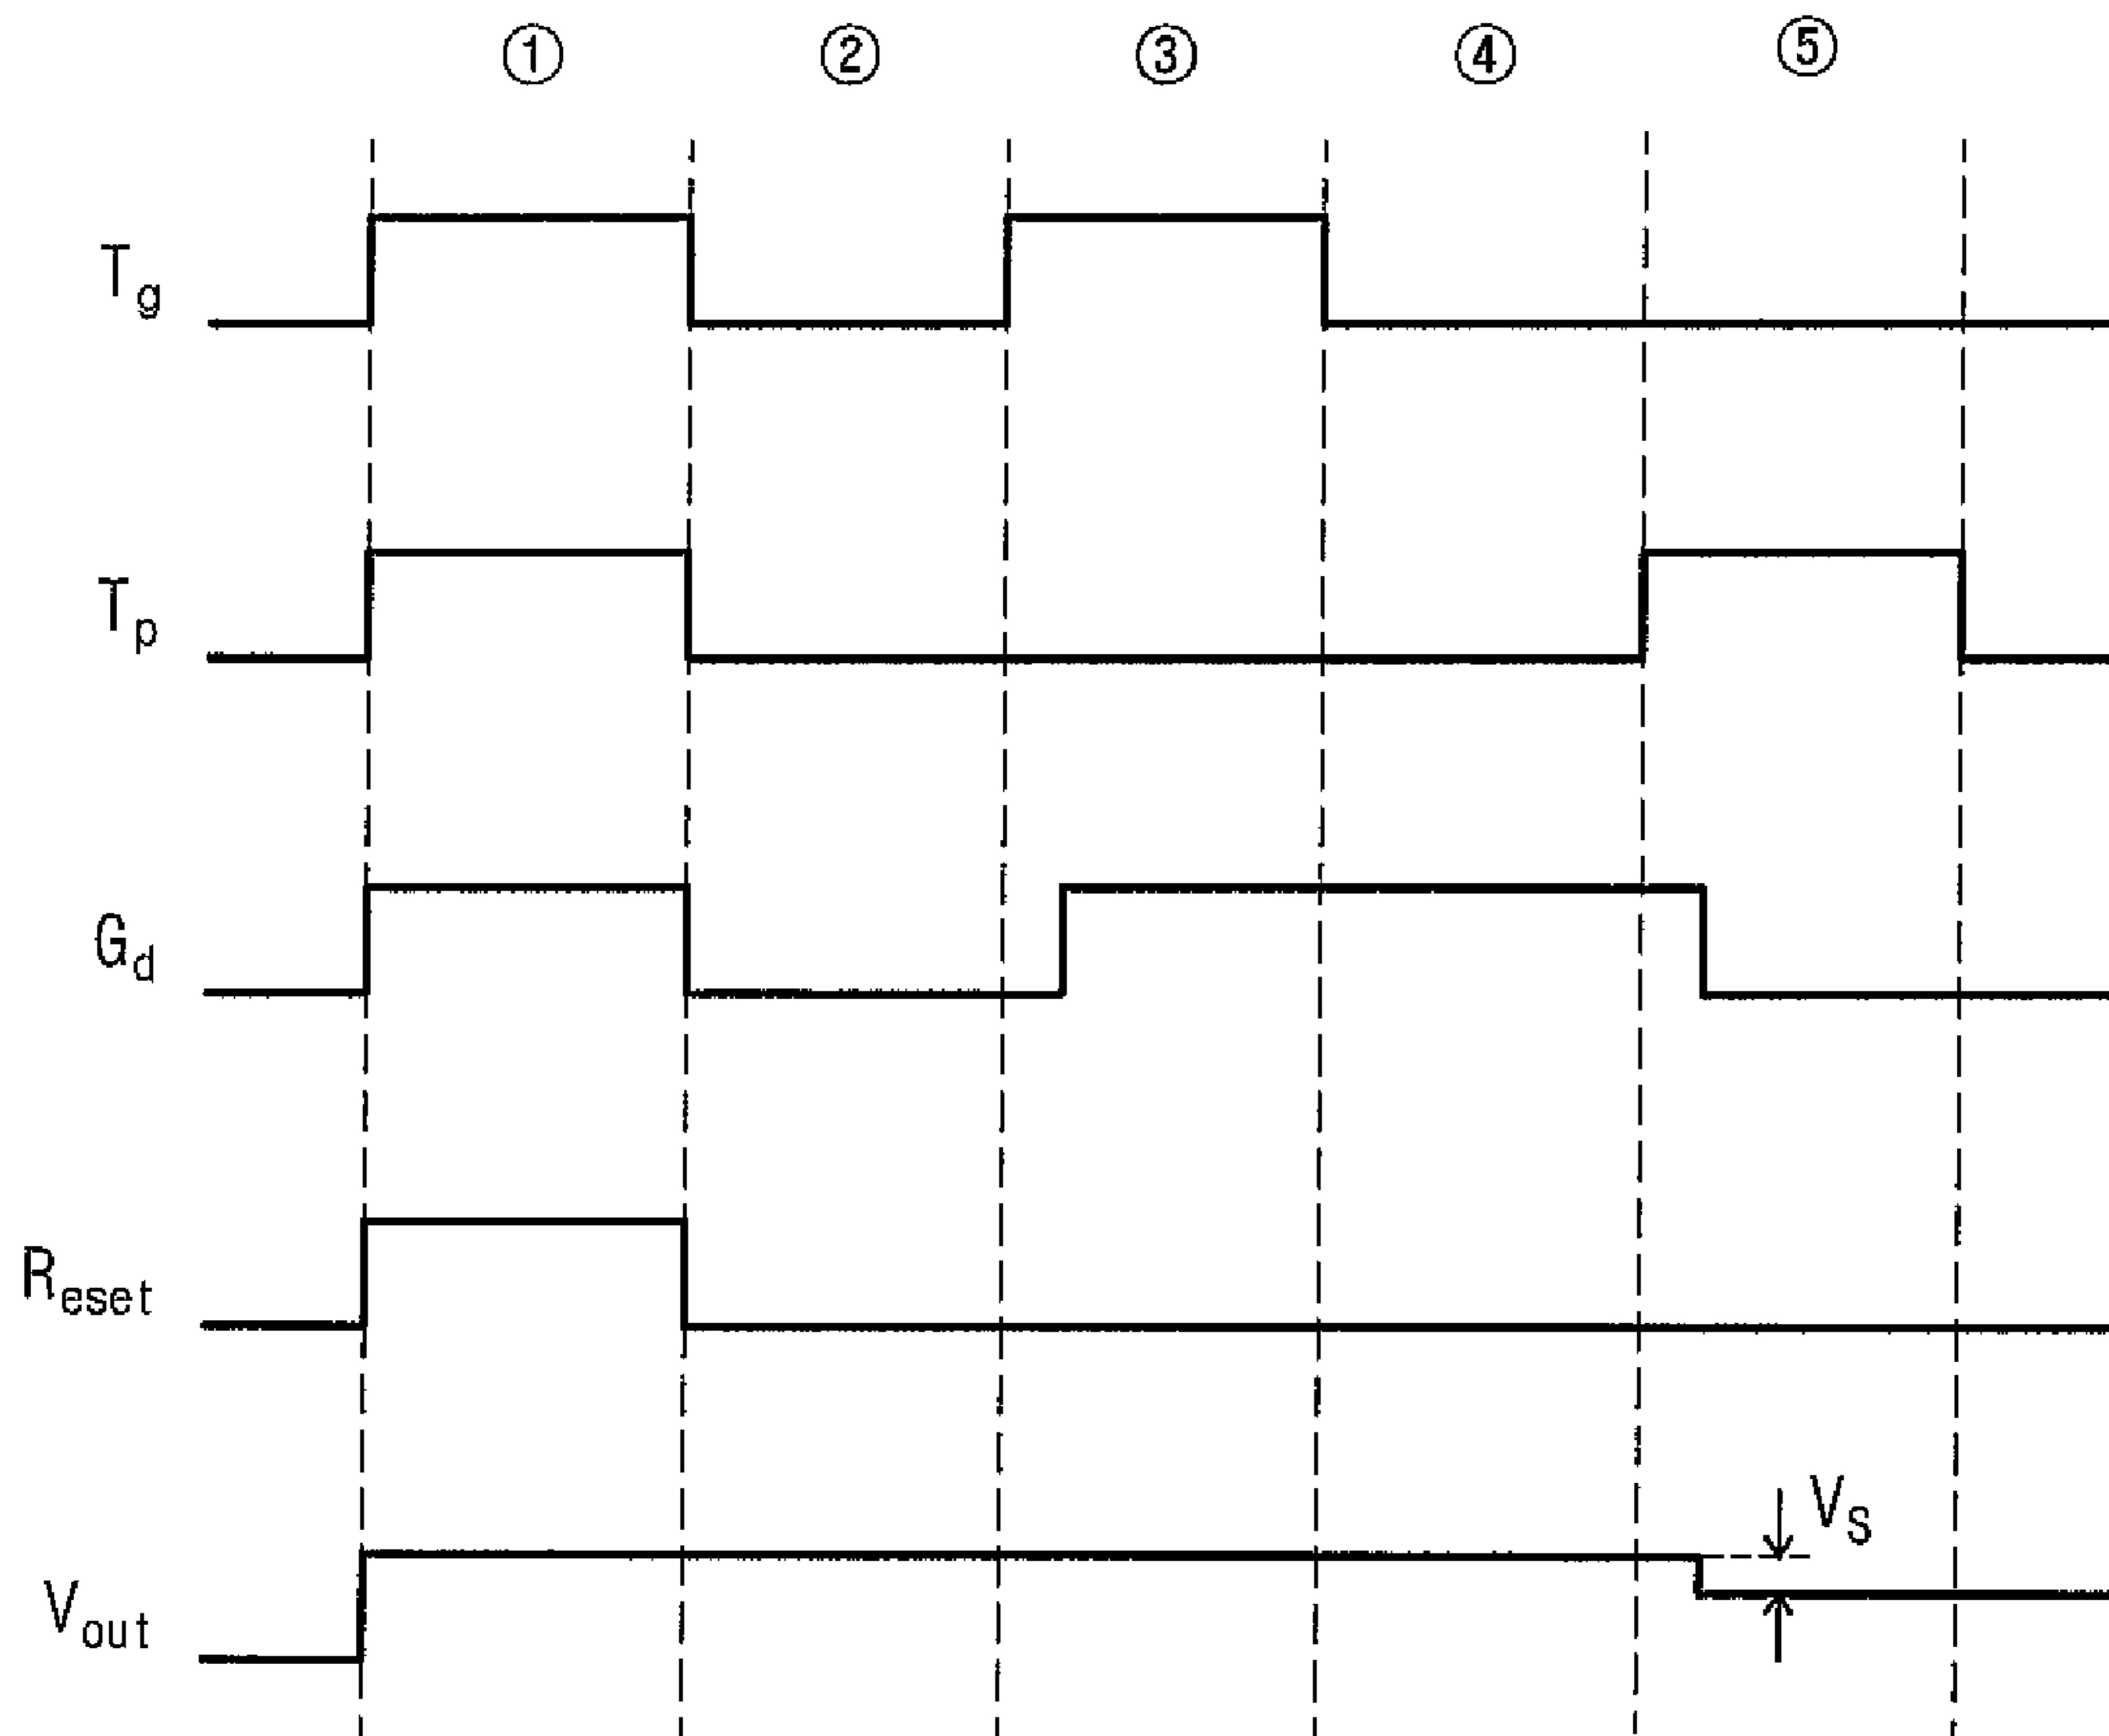 ① ② ③ ④ ⑤
Tg
Tp
Gd
Reset
VS
Vout